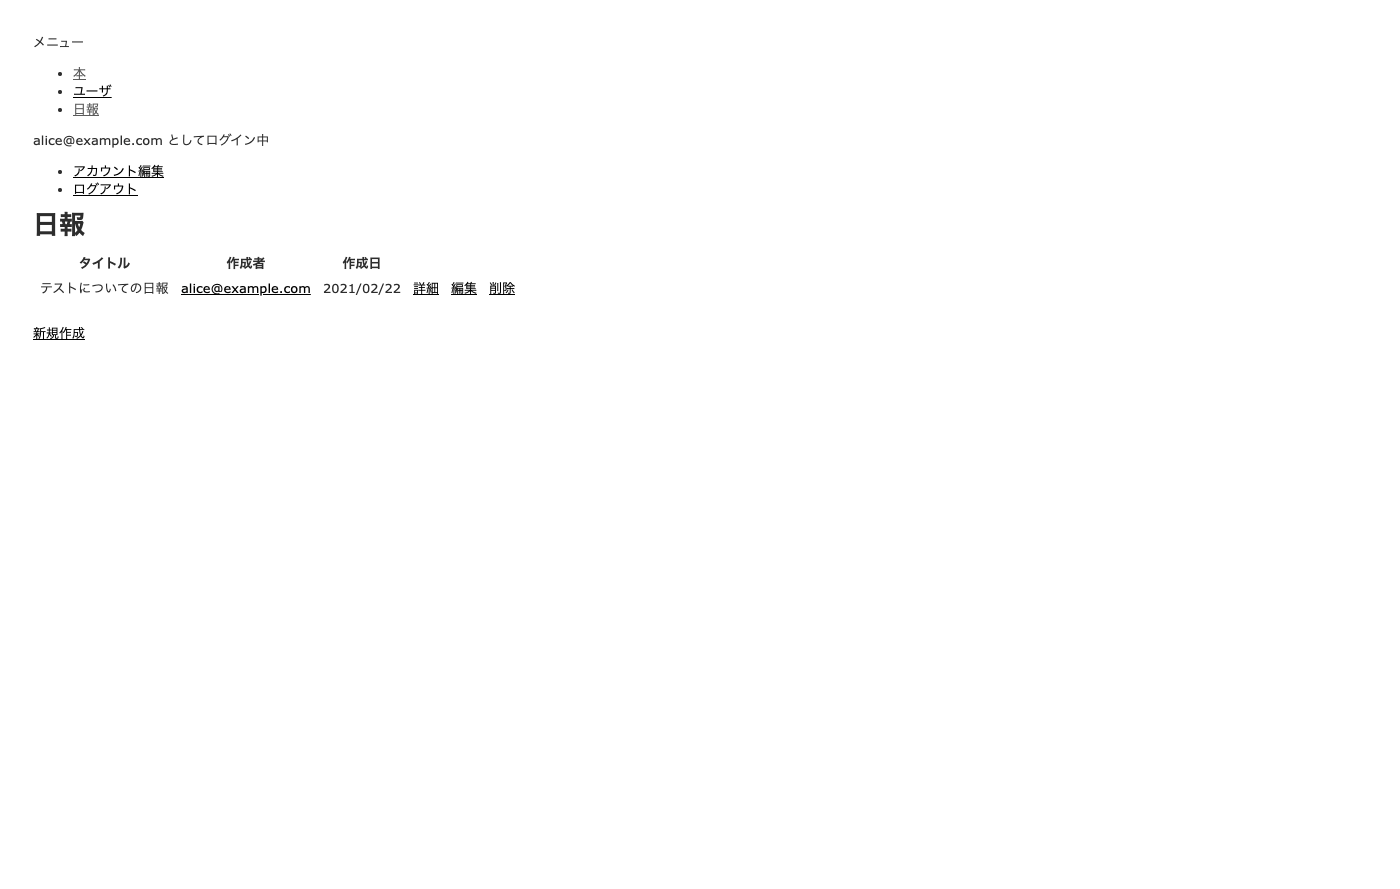 メニュー
本
ユーザ
日報
alice@example.com としてログイン中
アカウント編集
ログアウト
日報
タイトル 作成者 作成日
テストについての日報 alice@example.com 2021/02/22 詳細 編集 削除
新規作成